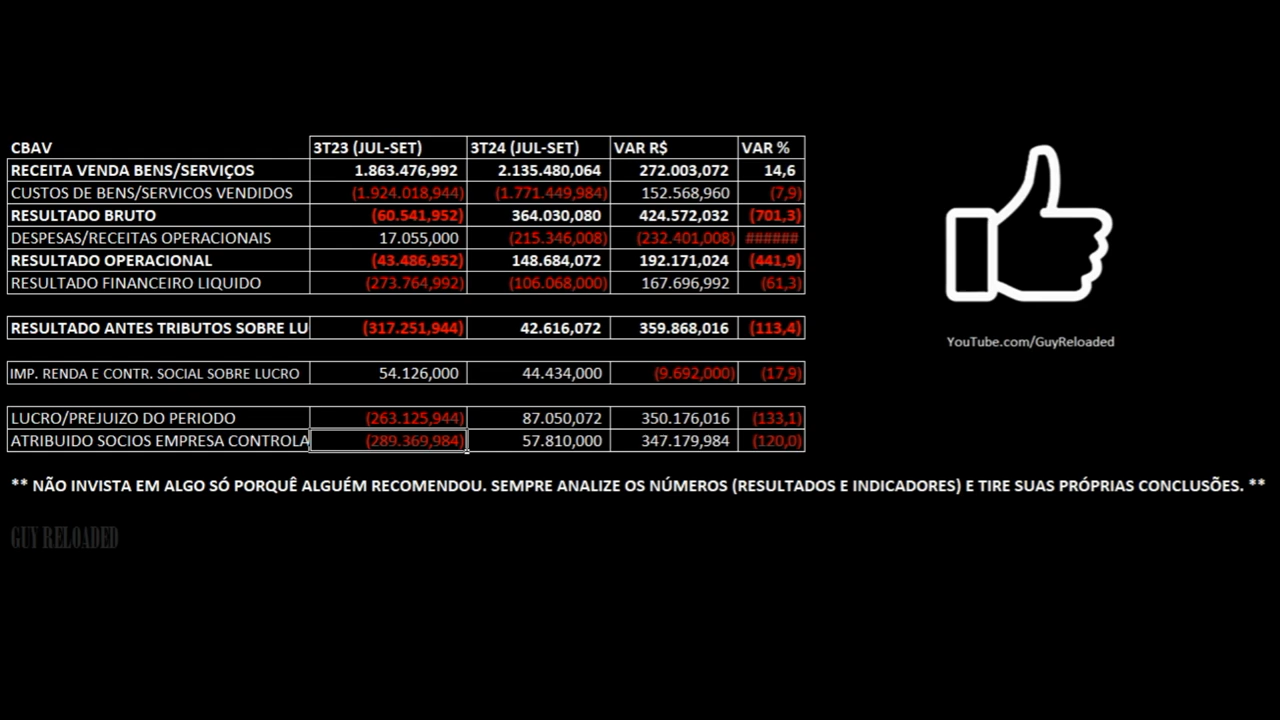 CBAV 3T23 (JUL-SET) 3T24 (JUL-SET) VAR R$ VAR %
RECEITA VENDA BENS/SERVIÇOS 1.863.476,992 2.135.480,064 272.003,072 14,6
CUSTOS DE BENS/SERVICOS VENDIDOS (1.924.018,944) (1.771.449,984) 152.568,960 (7,9)
RESULTADO BRUTO (60.541,952) 364.030,080 424.572,032 (701,3)
DESPESAS/RECEITAS OPERACIONAIS 17.055,000 (215.346,008) (232.401,008) ######
RESULTADO OPERACIONAL (43.486,952) 148.684,072 192.171,024 (441,9)
RESULTADO FINANCEIRO LIQUIDO (273.764,992) (106.068,000) 167.696,992 (61,3)
RESULTADO ANTES TRIBUTOS SOBRE LU (317.251,944) 42.616,072 359.868,016 (113,4)
IMP. RENDA E CONTR. SOCIAL SOBRE LUCRO 54.126,000 44.434,000 (9.692,000) (17,9)
LUCRO/PREJUIZO DO PERIODO (263.125,944) 87.050,072 350.176,016 (133,1)
ATRIBUIDO SOCIOS EMPRESA CONTROLA (289.369,984) 57.810,000 347.179,984 (120,0)
YouTube.com/GuyReloaded
** NÃO INVISTA EM ALGO SÓ PORQUÊ ALGUÉM RECOMENDOU. SEMPRE ANALIZE OS NÚMEROS (RESULTADOS E INDICADORES) E TIRE SUAS PRÓPRIAS CONCLUSÕES. **
GUY RELOADED